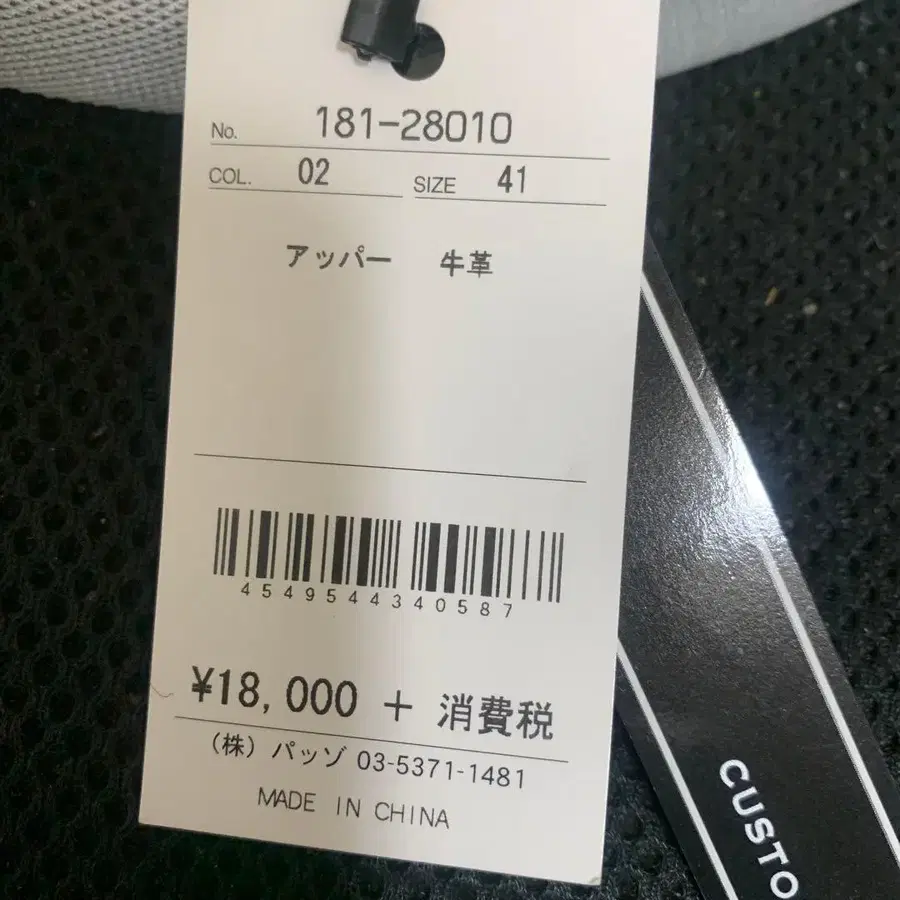 No. 181-28010
COL. 02 SIZE 41
アッパー 牛革
4549544340587
¥18,000 + 消費税
(株) パッゾ 03-5371-1481
MADE IN CHINA
CUSTO